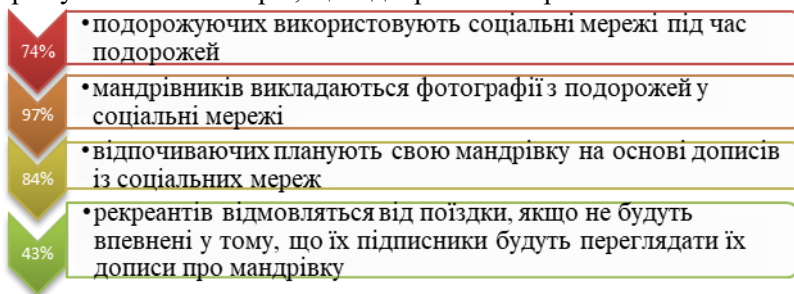 74%
•подорожуючих використовують соціальні мережі під час
подорожей
97%
•мандрівників викладаються фотографії з подорожей у
соціальні мережі
84%
•відпочиваючих планують свою мандрівку на основі дописів
із соціальних мереж
43%
•рекреантів відмовляться від поїздки, якщо не будуть
впевнені у тому, що їх підписники будуть переглядати їх
дописи про мандрівку